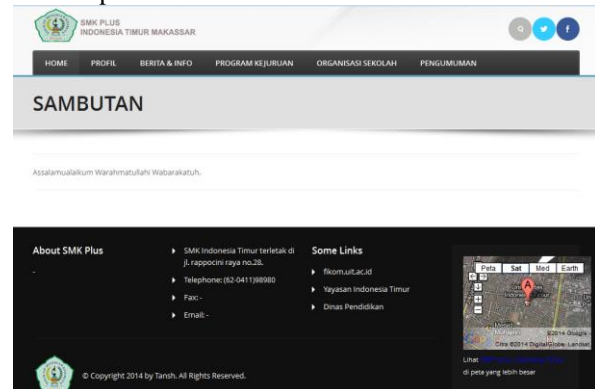 SMK PLUS
INDONESIA TIMUR MAKASSAR
HOME PROFIL BERITA & INFO PROGRAM KEJURUAN ORGANISASI SEKOLAH PENGUMUMAN
SAMBUTAN
Assalamualaikum Warahmatullahi Wabarakatuh.
About SMK Plus
-
SMK Indonesia Timur terletak di
jl. rappocini raya no.28.
Telephone: (62-0411)98980
Fax: -
Email: -
Some Links
fikom.uit.ac.id
Yayasan Indonesia Timur
Dinas Pendidikan
Peta Sat Med Earth
A
Lihat
di peta yang lebih besar
© Copyright 2014 by Tansh. All Rights Reserved.